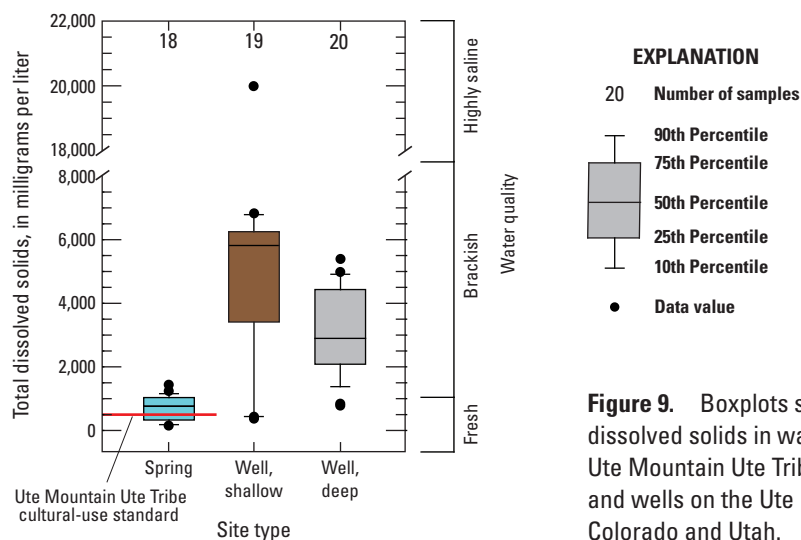 22,000
20,000
18,000
8,000
6,000
4,000
2,000
0
Total dissolved solids, in milligrams per liter
18
19
20
Highly saline
Brackish
Fresh
Water quality
Spring
Well,
shallow
Well,
deep
Site type
Ute Mountain Ute Tribe
cultural-use standard
EXPLANATION
20 Number of samples
90th Percentile
75th Percentile
50th Percentile
25th Percentile
10th Percentile
Data value
Figure 9. Boxplots s
dissolved solids in wa
Ute Mountain Ute Trib
and wells on the Ute
Colorado and Utah.